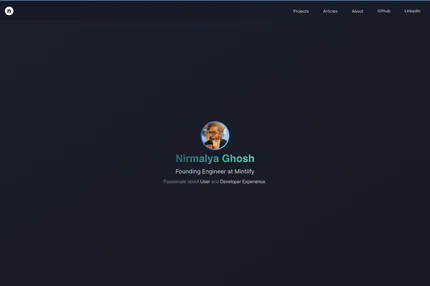 n
Projects
Articles
About
Github
LinkedIn
Nirmalya Ghosh
Founding Engineer at Mintlify
Passionate about User and Developer Experience.